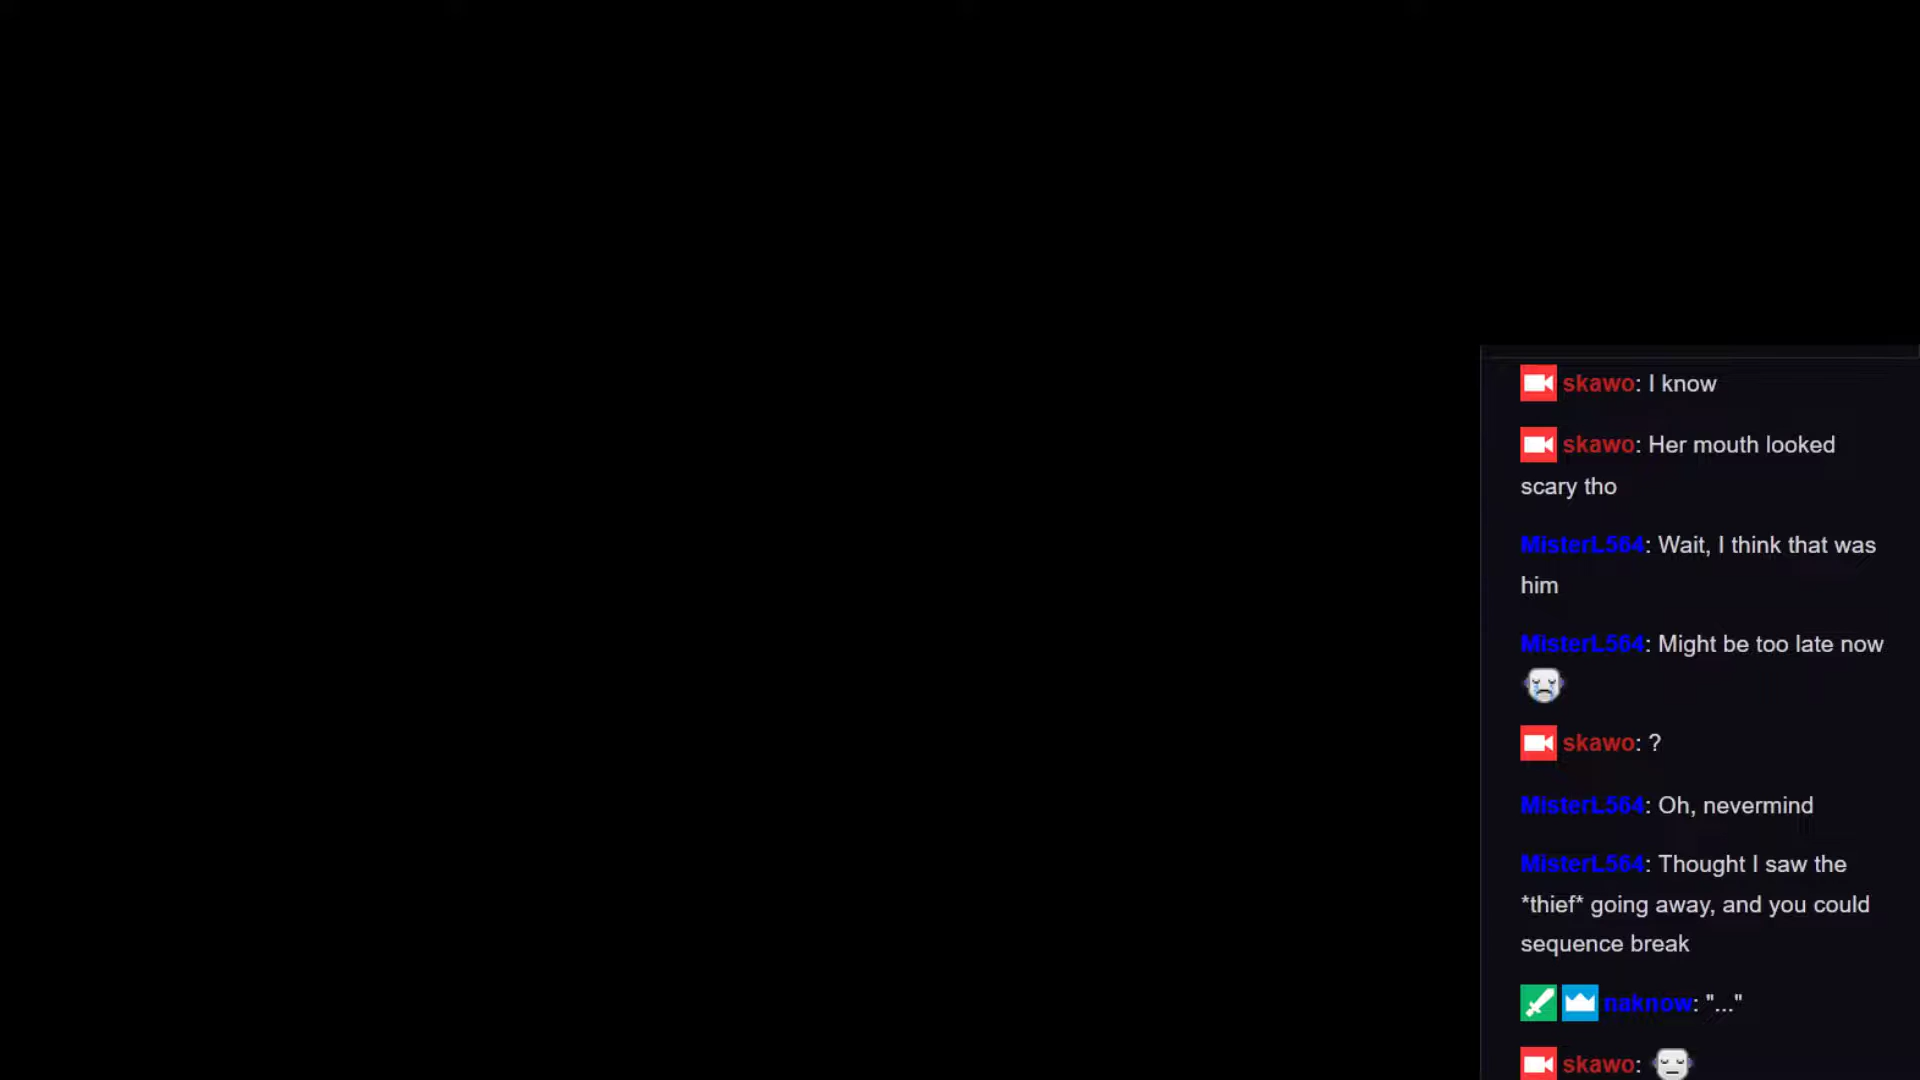 skawo: I know
skawo: Her mouth looked
scary tho
MisterL564: Wait, I think that was
him
MisterL564: Might be too late now
skawo: ?
MisterL564: Oh, nevermind
MisterL564: Thought I saw the
*thief* going away, and you could
sequence break
naknow: "..."
skawo: